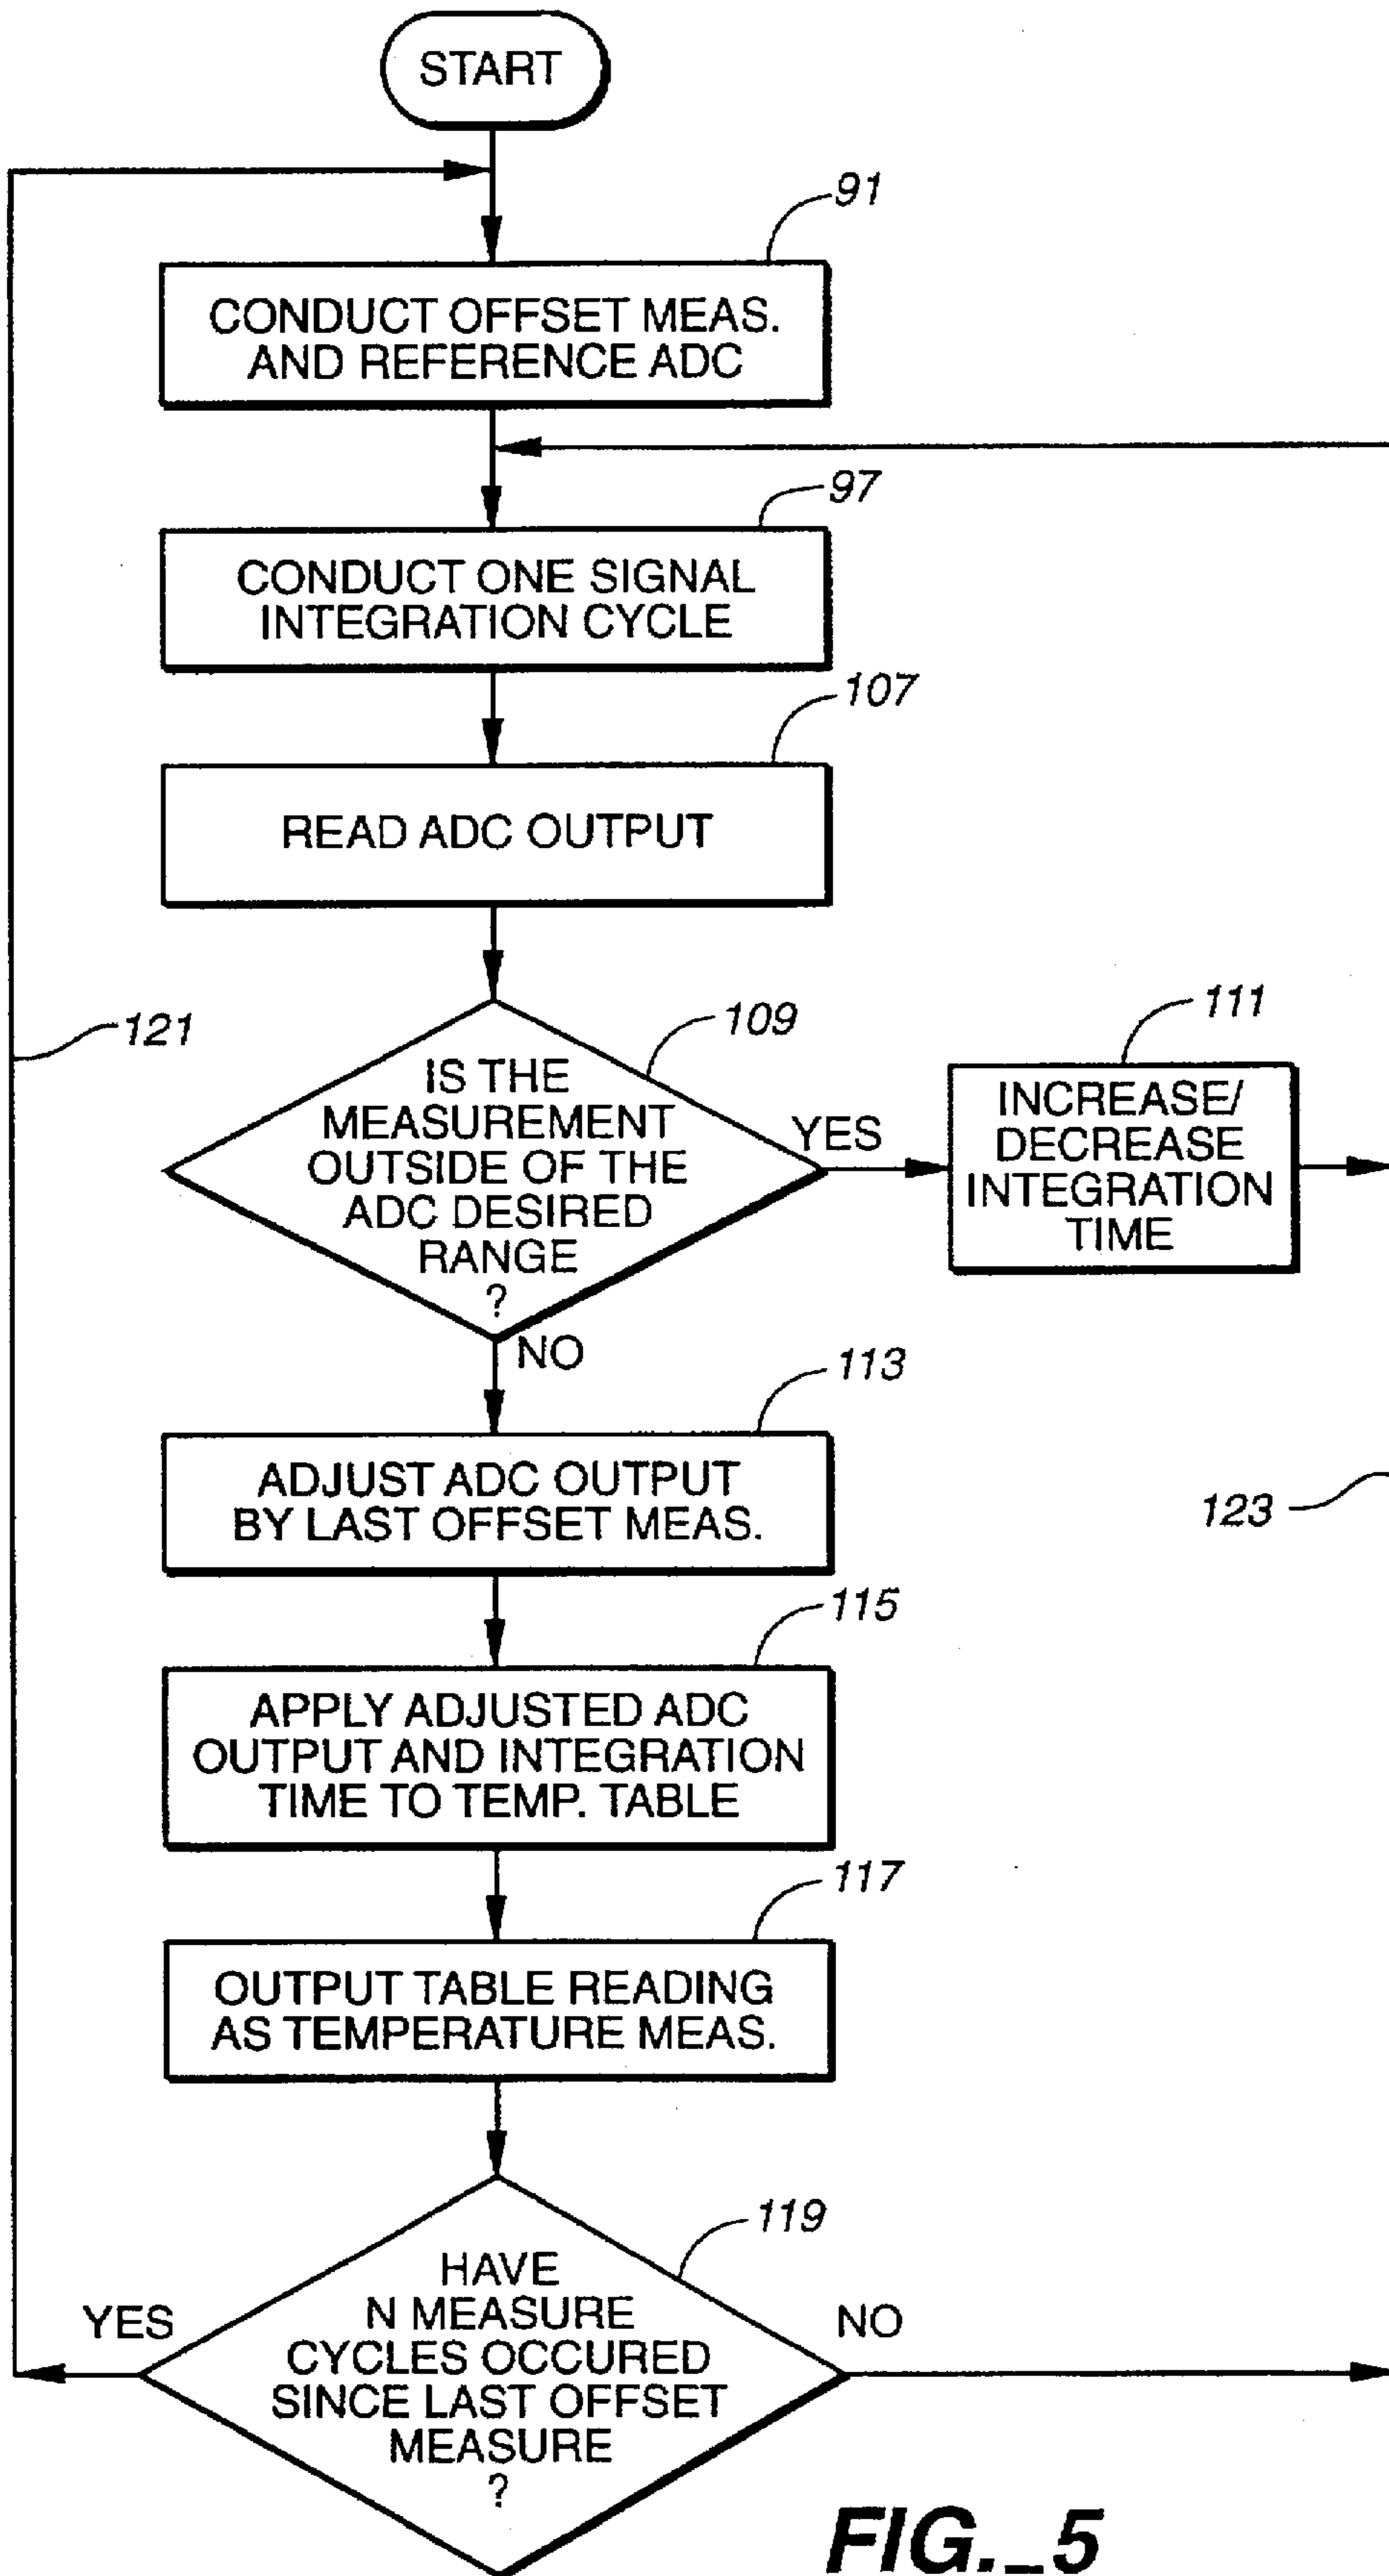 START
91
CONDUCT OFFSET MEAS.
AND REFERENCE ADC
97
CONDUCT ONE SIGNAL
INTEGRATION CYCLE
107
READ ADC OUTPUT
121
109
IS THE
MEASUREMENT
OUTSIDE OF THE
ADC DESIRED
RANGE
?
YES
111
INCREASE/
DECREASE
INTEGRATION
TIME
NO
113
ADJUST ADC OUTPUT
BY LAST OFFSET MEAS.
123
115
APPLY ADJUSTED ADC
OUTPUT AND INTEGRATION
TIME TO TEMP. TABLE
117
OUTPUT TABLE READING
AS TEMPERATURE MEAS.
119
HAVE
N MEASURE
CYCLES OCCURED
SINCE LAST OFFSET
MEASURE
?
YES
NO
FIG._5